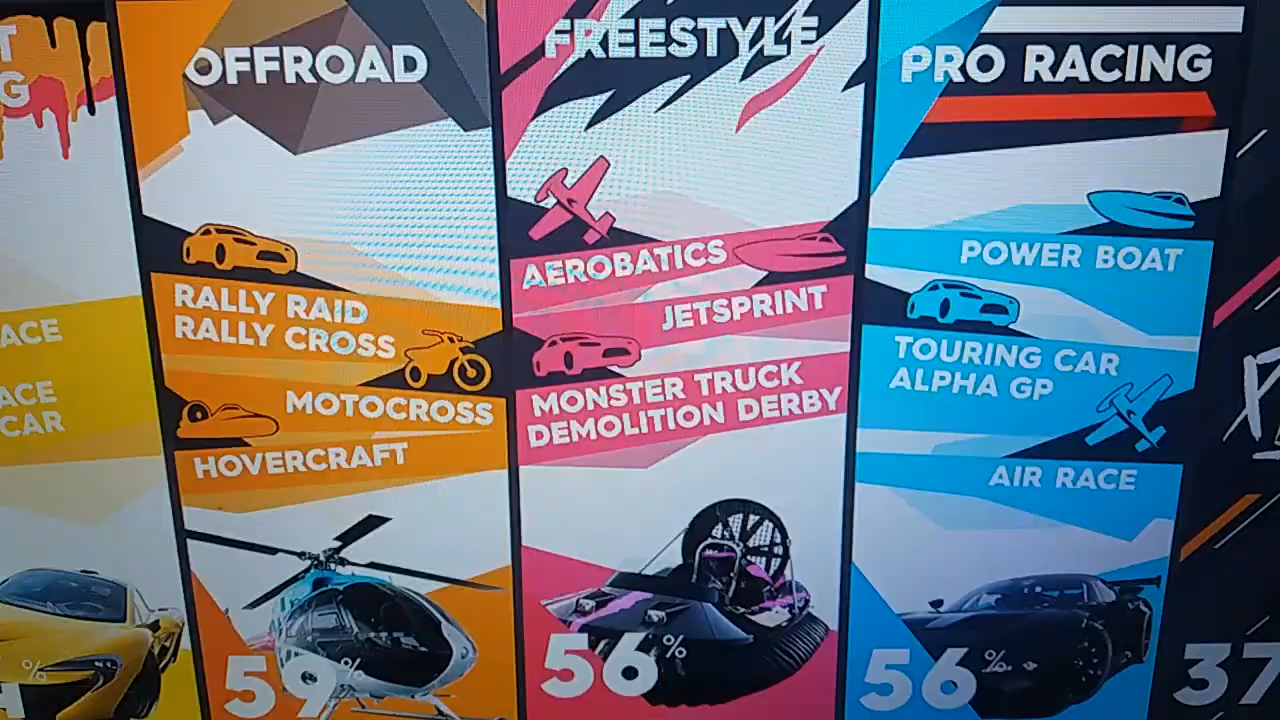 T
G
ACE
ACE
CAR
%
OFFROAD
RALLY RAID
RALLY CROSS
MOTOCROSS
HOVERCRAFT
59%
FREESTYLE
AEROBATICS
JETSPRINT
MONSTER TRUCK
DEMOLITION DERBY
56%
PRO RACING
POWER BOAT
TOURING CAR
ALPHA GP
AIR RACE
56%
37